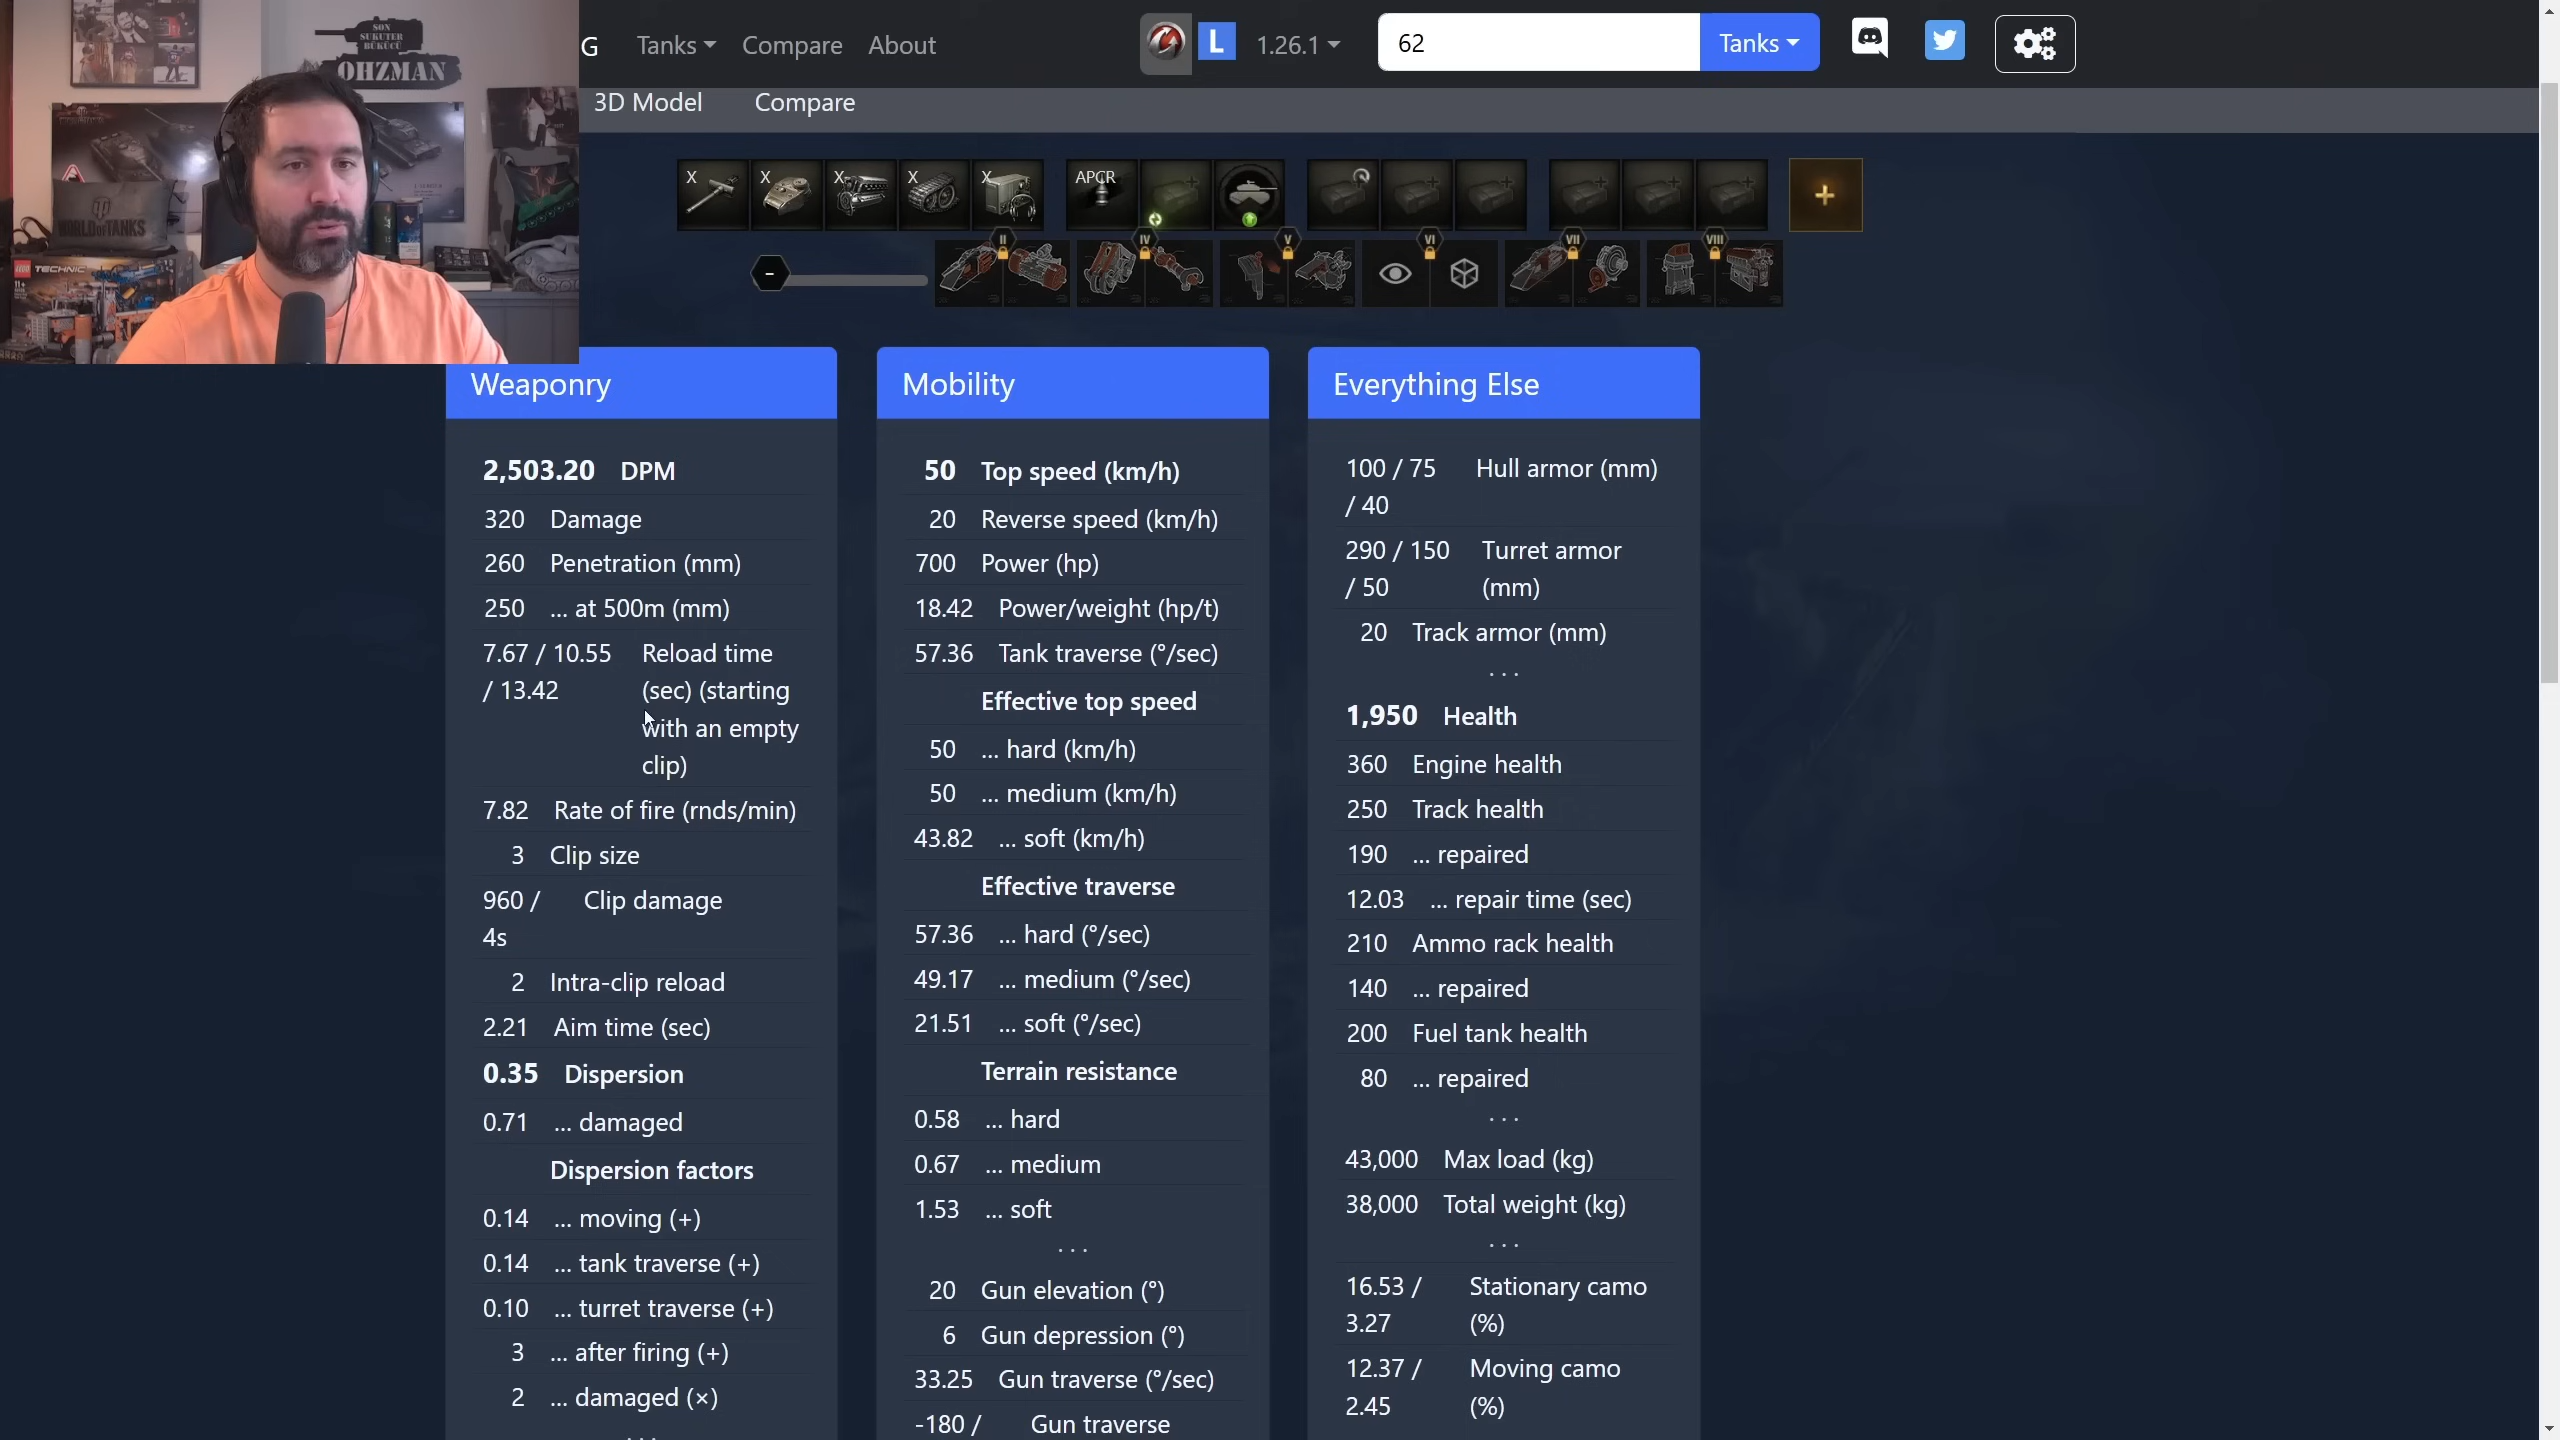 SON
SUKUTER
BÜKÜCÜ
OHZMAN
WORLD OF TANKS
TECHNIC
G
Tanks
Compare
About
L
1.26.1
62
Tanks
3D Model
Compare
X
X
X
X
X
APCR
+
II
IV
V
VI
VII
VIII
-
Weaponry
2,503.20 DPM
320 Damage
260 Penetration (mm)
250 ... at 500m (mm)
7.67 / 10.55 Reload time
/ 13.42 (sec) (starting
with an empty
clip)
7.82 Rate of fire (rnds/min)
3 Clip size
960 / Clip damage
4s
2 Intra-clip reload
2.21 Aim time (sec)
0.35 Dispersion
0.71 ... damaged
Dispersion factors
0.14 ... moving (+)
0.14 ... tank traverse (+)
0.10 ... turret traverse (+)
3 ... after firing (+)
2 ... damaged (×)
...
Mobility
50 Top speed (km/h)
20 Reverse speed (km/h)
700 Power (hp)
18.42 Power/weight (hp/t)
57.36 Tank traverse (°/sec)
Effective top speed
50 ... hard (km/h)
50 ... medium (km/h)
43.82 ... soft (km/h)
Effective traverse
57.36 ... hard (°/sec)
49.17 ... medium (°/sec)
21.51 ... soft (°/sec)
Terrain resistance
0.58 ... hard
0.67 ... medium
1.53 ... soft
...
20 Gun elevation (°)
6 Gun depression (°)
33.25 Gun traverse (°/sec)
-180 / Gun traverse
Everything Else
100 / 75 Hull armor (mm)
/ 40
290 / 150 Turret armor
/ 50 (mm)
20 Track armor (mm)
...
1,950 Health
360 Engine health
250 Track health
190 ... repaired
12.03 ... repair time (sec)
210 Ammo rack health
140 ... repaired
200 Fuel tank health
80 ... repaired
...
43,000 Max load (kg)
38,000 Total weight (kg)
...
16.53 / Stationary camo
3.27 (%)
12.37 / Moving camo
2.45 (%)